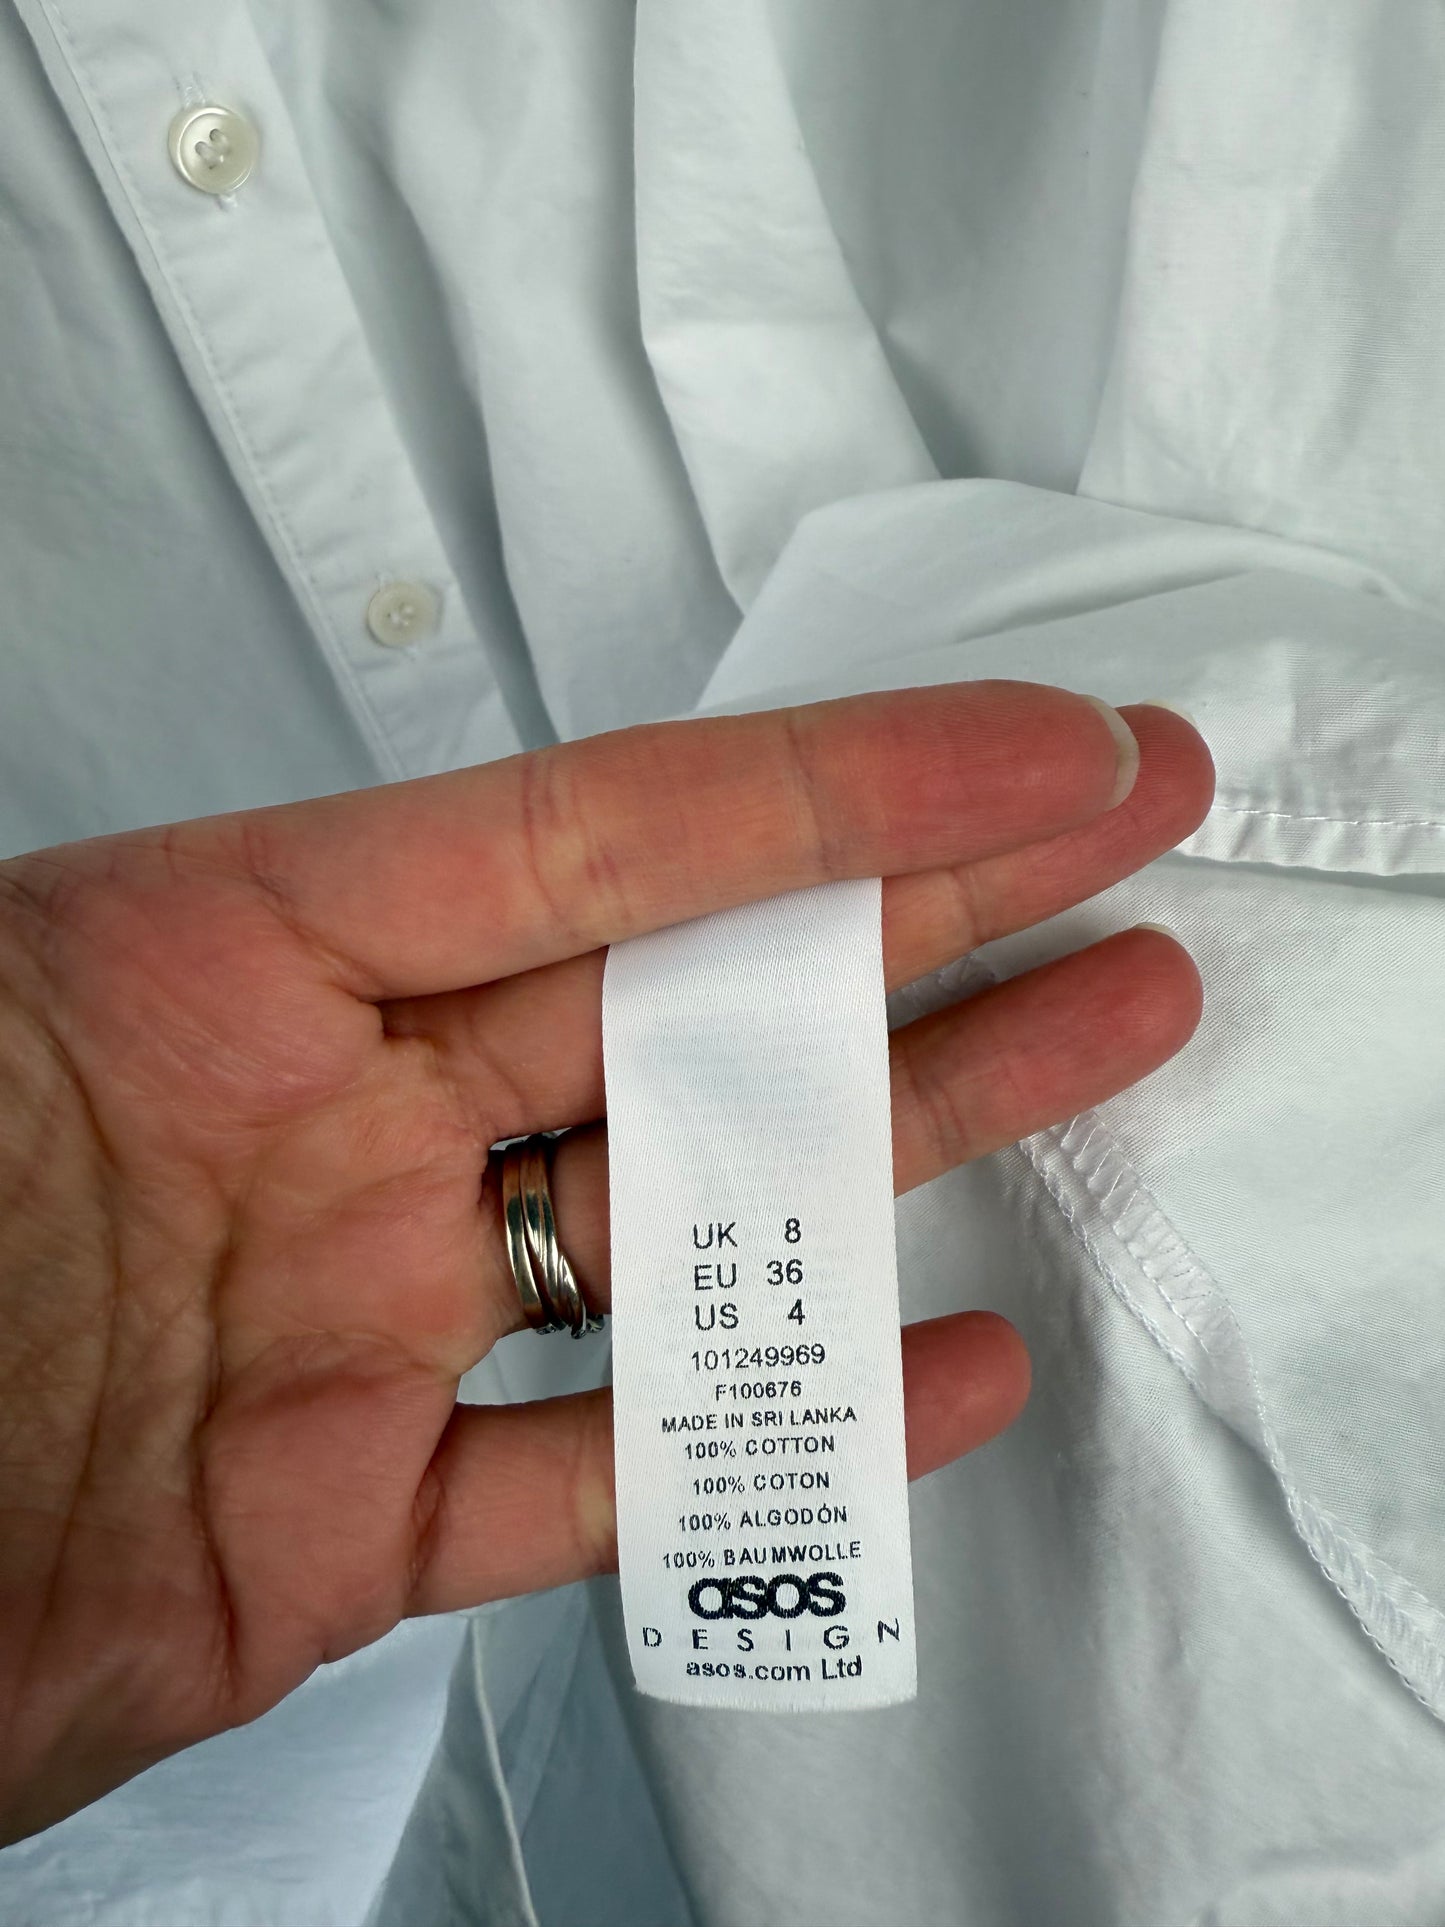 UK 8
EU 36
US 4
101249969
F100676
MADE IN SRI LANKA
100% COTTON
100% COTON
100% ALGODÓN
100% BAUMWOLLE
asos
DESIGN
asos.com Ltd